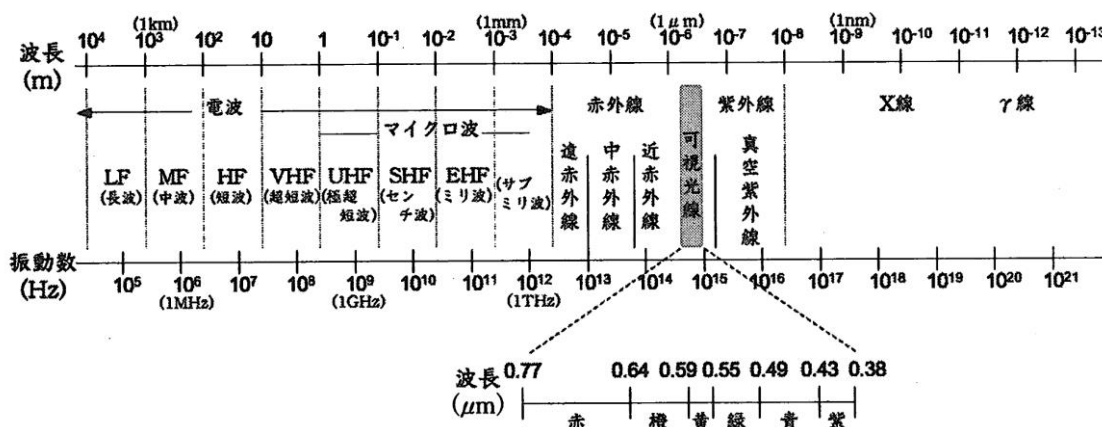 (1km) (1mm) (1μm) (1nm)
波長 10⁴ 10³ 10² 10 1 10⁻¹ 10⁻² 10⁻³ 10⁻⁴ 10⁻⁵ 10⁻⁶ 10⁻⁷ 10⁻⁸ 10⁻⁹ 10⁻¹⁰ 10⁻¹¹ 10⁻¹² 10⁻¹³
(m)
電波 赤外線 可視光線 紫外線 X線 γ線
マイクロ波
遠赤外線 中赤外線 近赤外線 真空紫外線
LF MF HF VHF UHF SHF EHF (サブ
(長波) (中波) (短波) (超短波) (極超 (セン (ミリ波) ミリ波)
短波) チ波)
振動数
(Hz) 10⁵ 10⁶ 10⁷ 10⁸ 10⁹ 10¹⁰ 10¹¹ 10¹² 10¹³ 10¹⁴ 10¹⁵ 10¹⁶ 10¹⁷ 10¹⁸ 10¹⁹ 10²⁰ 10²¹
(1MHz) (1GHz) (1THz)
波長 0.77 0.64 0.59 0.55 0.49 0.43 0.38
(μm)
赤 橙 黄 緑 青 紫